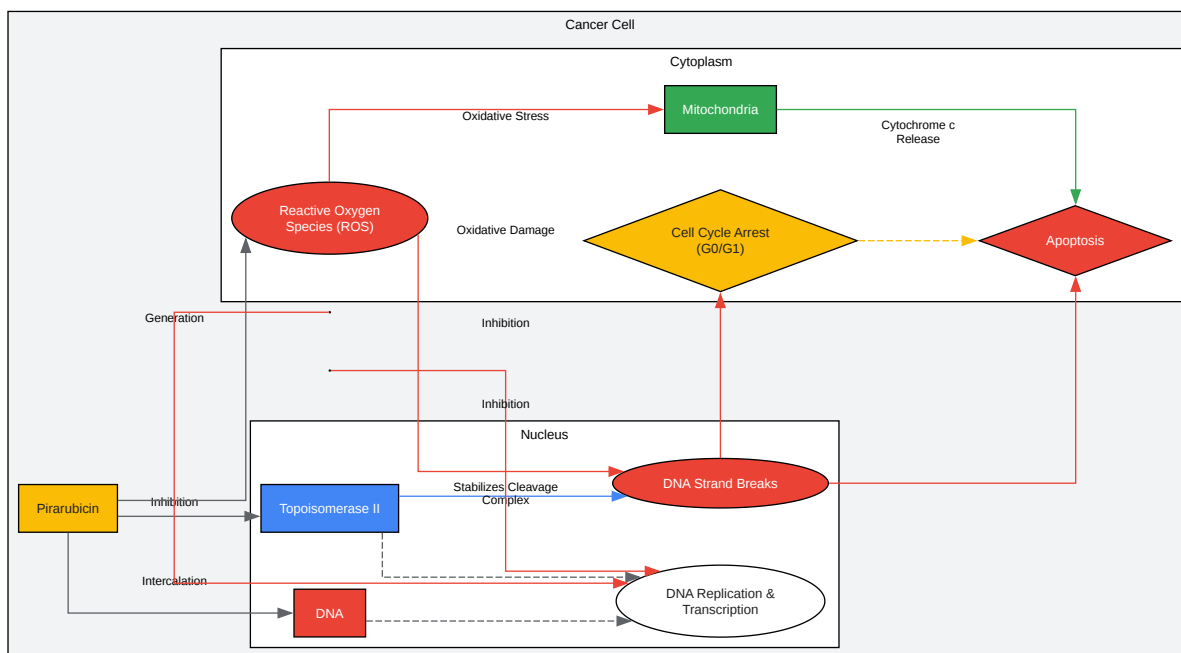 Cancer Cell
Cytoplasm
Mitochondria
Oxidative Stress
Cytochrome c
Release
Reactive Oxygen
Species (ROS)
Oxidative Damage
Cell Cycle Arrest
(G0/G1)
Apoptosis
Generation
Inhibition
Inhibition
Nucleus
Pirarubicin
Inhibition
Topoisomerase II
Stabilizes Cleavage
Complex
DNA Strand Breaks
Intercalation
DNA
DNA Replication &
Transcription